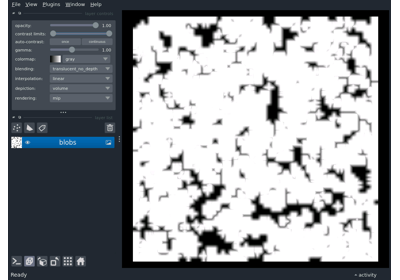 File View Plugins Window Help
opacity: 1.00
contrast limits:
auto-contrast: once continuous
gamma: 1.00
colormap: gray
blending: translucent_no_depth
interpolation: linear
depiction: volume
rendering: mip
blobs
Ready
activity